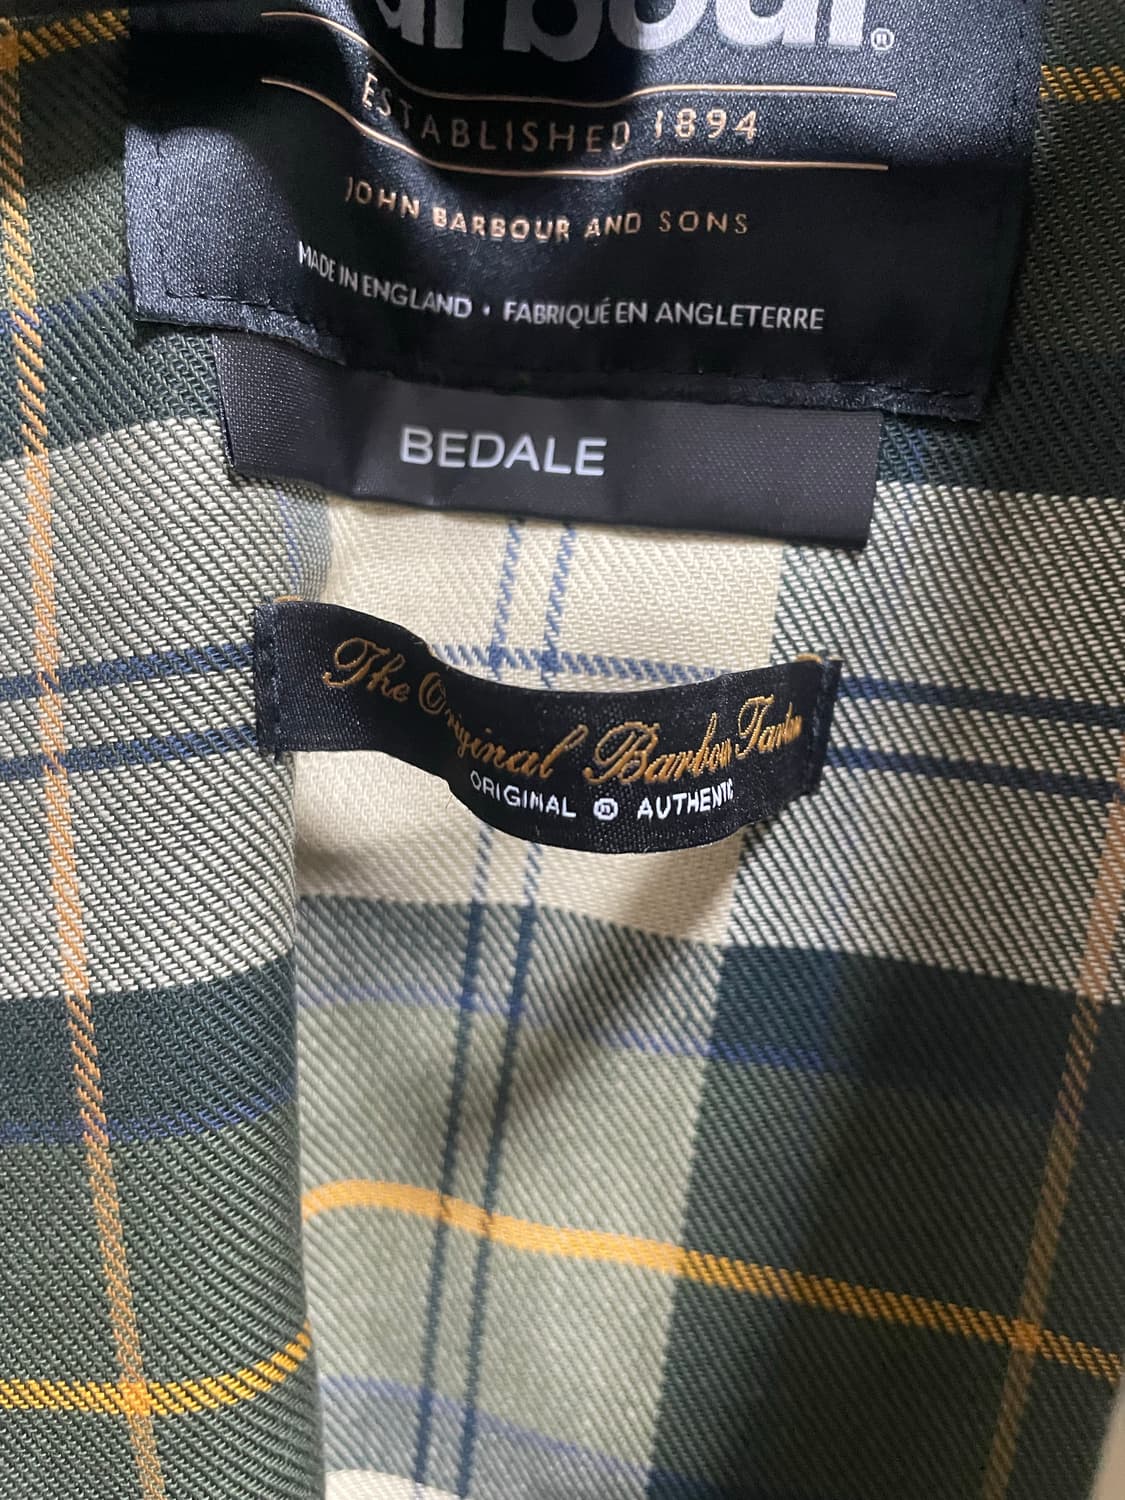 Barbour®
ESTABLISHED 1894
JOHN BARBOUR AND SONS
MADE IN ENGLAND • FABRIQUÉ EN ANGLETERRE
BEDALE
The Original Barbour Tartan
ORIGINAL ® AUTHENTIC